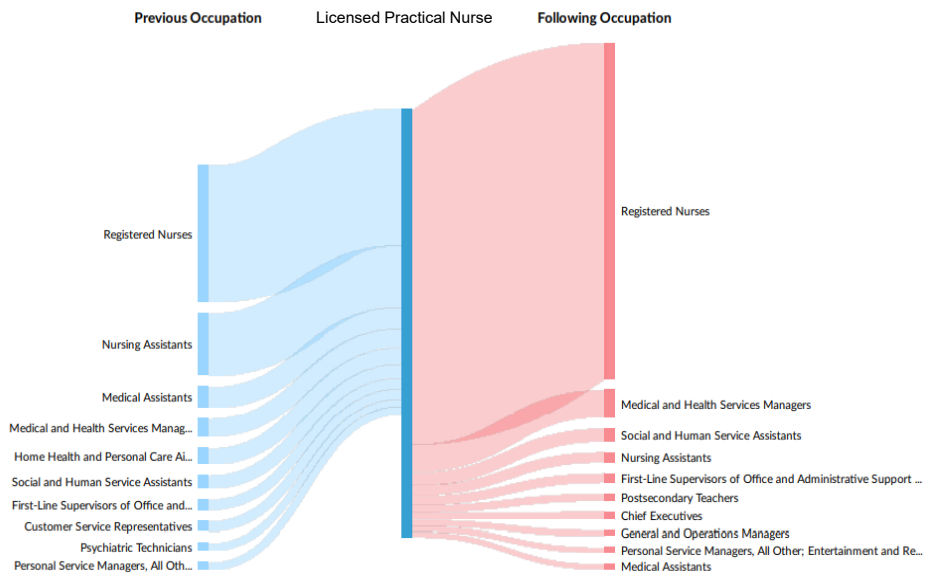 Previous Occupation
Licensed Practical Nurse
Following Occupation
Registered Nurses
Nursing Assistants
Medical Assistants
Medical and Health Services Manag...
Home Health and Personal Care Ai...
Social and Human Service Assistants
First-Line Supervisors of Office and...
Customer Service Representatives
Psychiatric Technicians
Personal Service Managers, All Oth...
Registered Nurses
Medical and Health Services Managers
Social and Human Service Assistants
Nursing Assistants
First-Line Supervisors of Office and Administrative Support ...
Postsecondary Teachers
Chief Executives
General and Operations Managers
Personal Service Managers, All Other; Entertainment and Re...
Medical Assistants